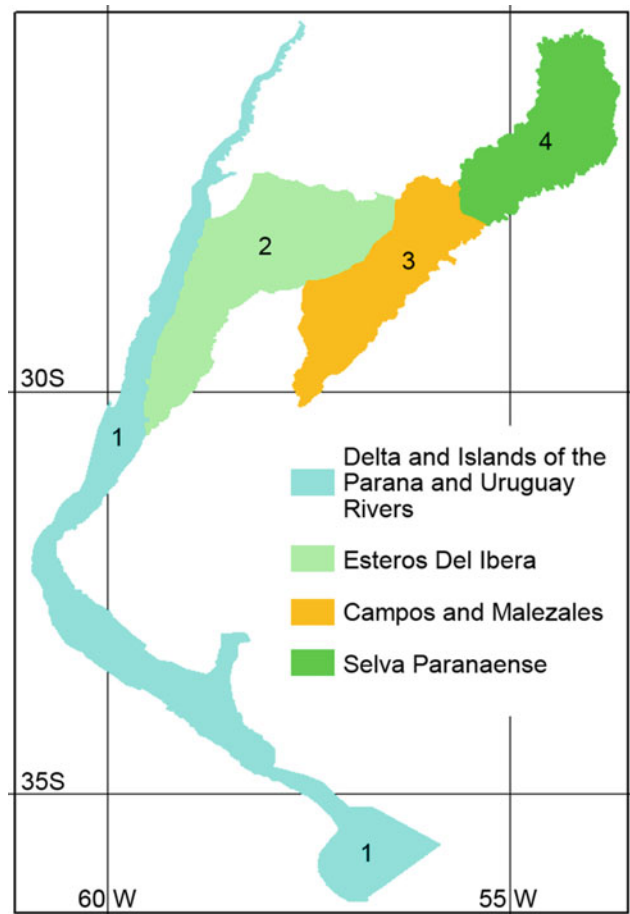 4
2
3
30S
1
Delta and Islands of the
Parana and Uruguay
Rivers
Esteros Del Ibera
Campos and Malezales
Selva Paranaense
35S
1
60 W
55 W